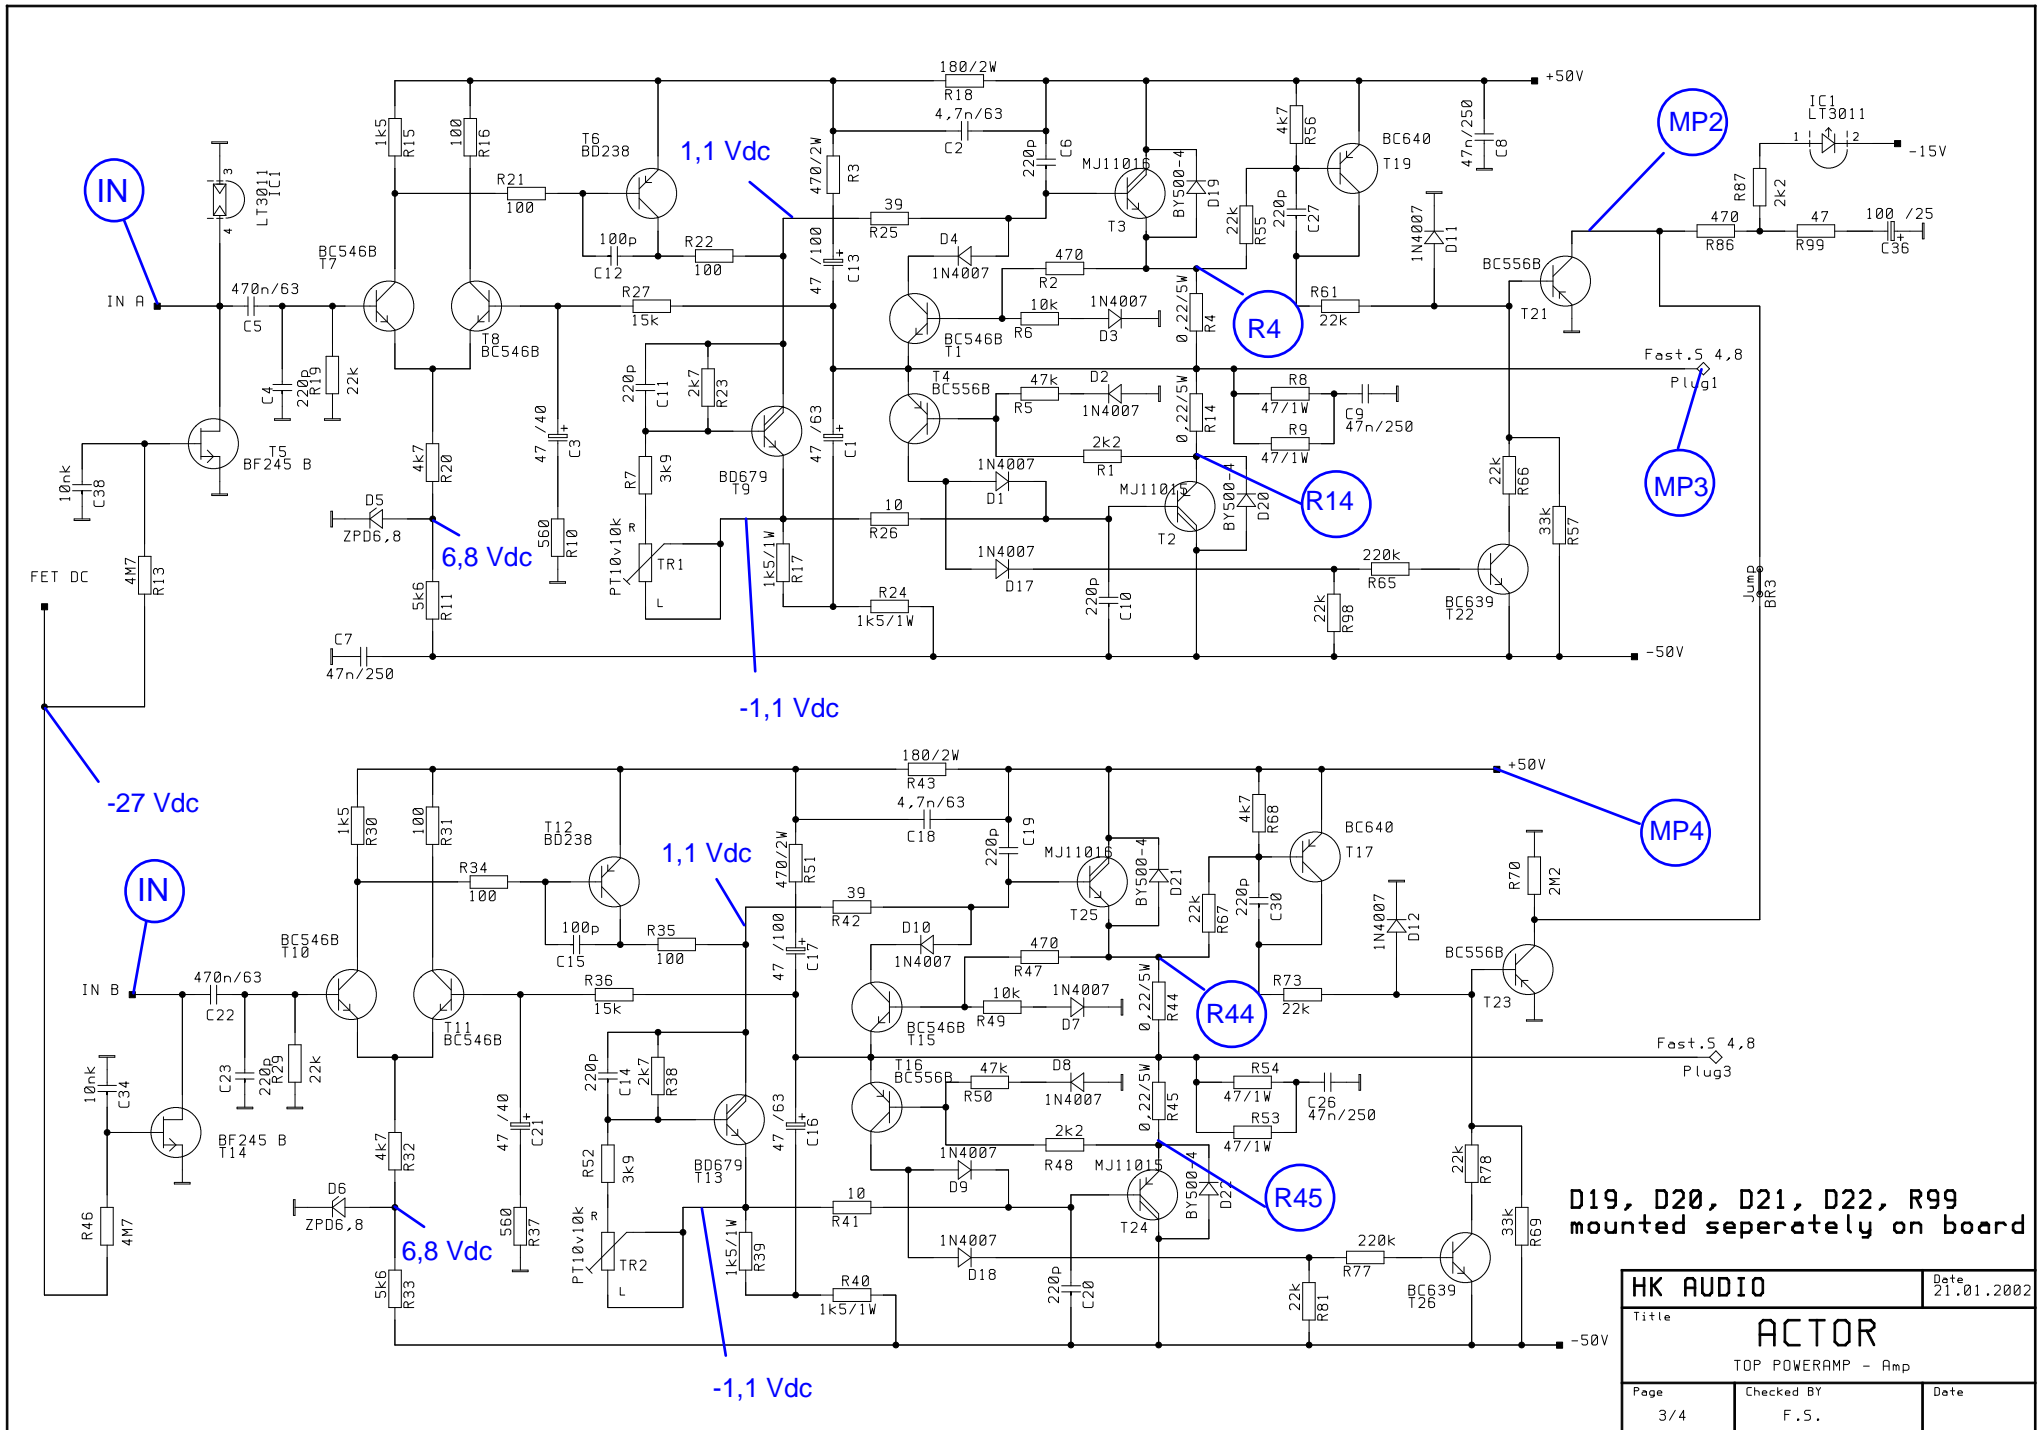 180/2W
R18
+50V
4,7n/63
C2
1k5
R15
100
R16
T6
BD238
1,1 Vdc
470/2W
R3
220p
C6
MJ11016
T3
BY500-4
D19
4k7
R56
BC640
T19
47n/250
C8
MP2
IC1
LT3011
1
2
-15V
R87
2k2
IN
3
4
LT3011
IC1
R21
100
39
R25
22k
R55
220p
C27
1N4007
D11
470
R86
47
R99
100 /25
+
C36
BC546B
T7
100p
C12
R22
100
47 /100
+
C13
D4
1N4007
470
R2
BC556B
T21
IN A
470n/63
C5
R27
15k
10k
R6
1N4007
D3
0,22/5W
R4
R4
R61
22k
T8
BC546B
BC546B
T1
C4
220p
R19
22k
220p
C11
2k7
R23
T4
BC556B
47k
R5
D2
1N4007
0,22/5W
R14
R8
47/1W
C9
47n/250
R9
47/1W
Fast.S 4,8
Plug1
T5
BF245 B
10nk
C38
4k7
R20
47 /40
+
C3
R7
3k9
BD679
T9
47 /63
+
C1
2k2
R1
1N4007
D1
MJ11015
T2
BY500-4
D20
R14
22k
R66
33k
R57
MP3
D5
ZPD6,8
6,8 Vdc
560
R10
PT10v10k
R
TR1
L
1k5/1W
R17
10
R26
1N4007
D17
220k
R65
BC639
T22
Jump
BR3
FET DC
4M7
R13
5k6
R11
R24
1k5/1W
220p
C10
22k
R98
C7
47n/250
-50V
-1,1 Vdc
-27 Vdc
180/2W
R43
+50V
4,7n/63
C18
1k5
R30
100
R31
T12
BD238
1,1 Vdc
470/2W
R51
220p
C19
MJ11016
T25
BY500-4
D21
4k7
R68
BC640
T17
MP4
R70
2M2
IN
R34
100
39
R42
22k
R67
220p
C30
1N4007
D12
BC546B
T10
100p
C15
R35
100
47 /100
+
C17
D10
1N4007
470
R47
BC556B
T23
IN B
470n/63
C22
R36
15k
10k
R49
1N4007
D7
0,22/5W
R44
R44
R73
22k
T11
BC546B
BC546B
T15
Fast.S 4,8
Plug3
10nk
C34
C23
220p
R29
22k
220p
C14
2k7
R38
T16
BC556B
47k
R50
D8
1N4007
0,22/5W
R45
R54
47/1W
C26
47n/250
R53
47/1W
BF245 B
T14
4k7
R32
47 /40
+
C21
R52
3k9
BD679
T13
47 /63
+
C16
2k2
R48
1N4007
D9
MJ11015
T24
BY500-4
D22
R45
22k
R78
33k
R69
D6
ZPD6,8
6,8 Vdc
560
R37
PT10v10k
R
TR2
L
1k5/1W
R39
10
R41
1N4007
D18
220k
R77
BC639
T26
R46
4M7
5k6
R33
R40
1k5/1W
220p
C20
22k
R81
-50V
-1,1 Vdc
D19, D20, D21, D22, R99
mounted seperately on board
HK AUDIO
Date
21.01.2002
Title
ACTOR
TOP POWERAMP - Amp
Page
3/4
Checked BY
F.S.
Date